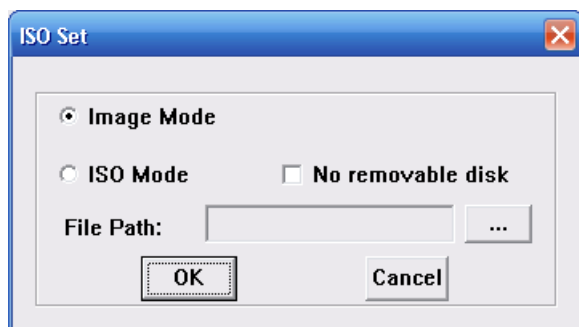 ISO Set
Image Mode
ISO Mode No removable disk
File Path: ...
OK Cancel